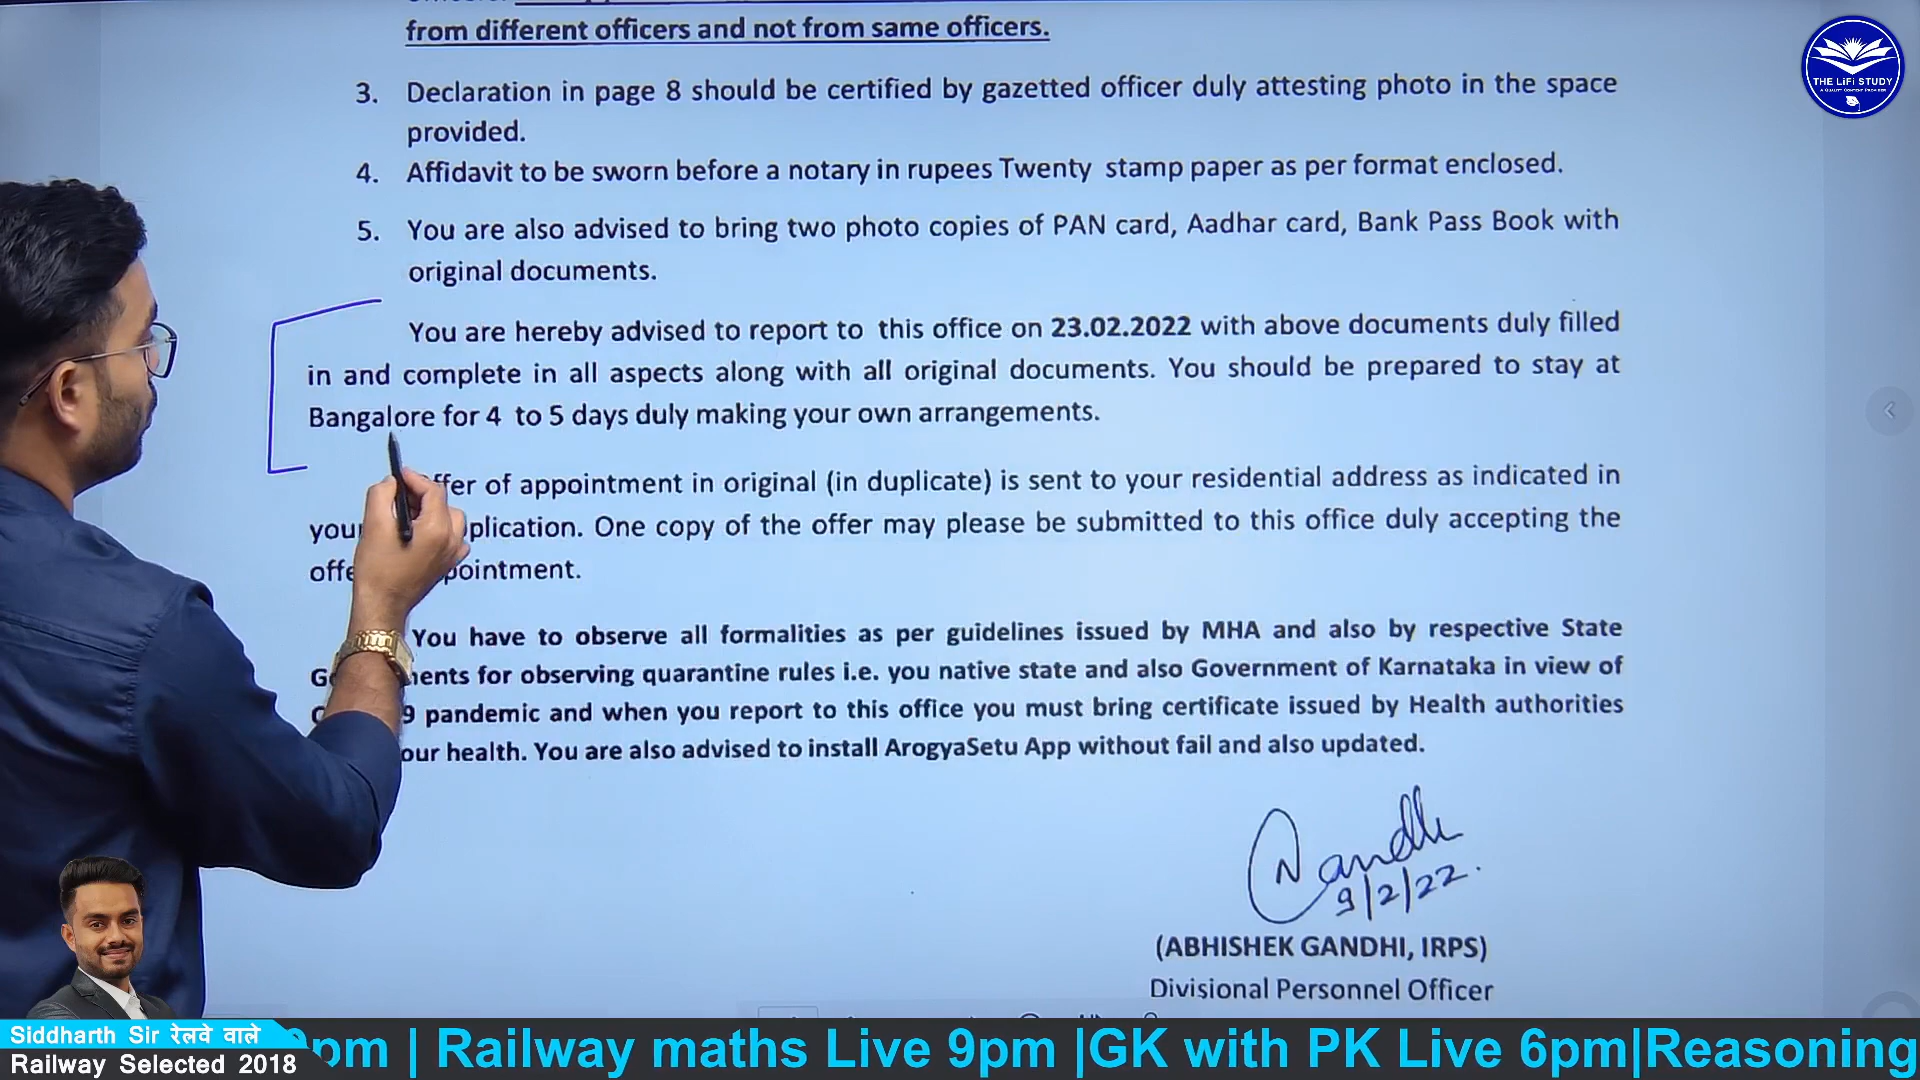 from different officers and not from same officers.
3. Declaration in page 8 should be certified by gazetted officer duly attesting photo in the space
provided.
4. Affidavit to be sworn before a notary in rupees Twenty stamp paper as per format enclosed.
5. You are also advised to bring two photo copies of PAN card, Aadhar card, Bank Pass Book with
original documents.
You are hereby advised to report to this office on 23.02.2022 with above documents duly filled
in and complete in all aspects along with all original documents. You should be prepared to stay at
Bangalore for 4 to 5 days duly making your own arrangements.
of appointment in original (in duplicate) is sent to your residential address as indicated in
One copy of the offer may please be submitted to this office duly accepting the
You have to observe all formalities as per guidelines issued by MHA and also by respective State
for observing quarantine rules i.e. you native state and also Government of Karnataka in view of
pandemic and when you report to this office you must bring certificate issued by Health authorities
our health. You are also advised to install ArogyaSetu App without fail and also updated.
Gandhi
9/2/22.
(ABHISHEK GANDHI, IRPS)
Divisional Personnel Officer
THE LiFi STUDY
A QUALITY CONTENT PROVIDER
Siddharth Sir रेलवे वाले
Railway Selected 2018
pm | Railway maths Live 9pm |GK with PK Live 6pm|Reasoning